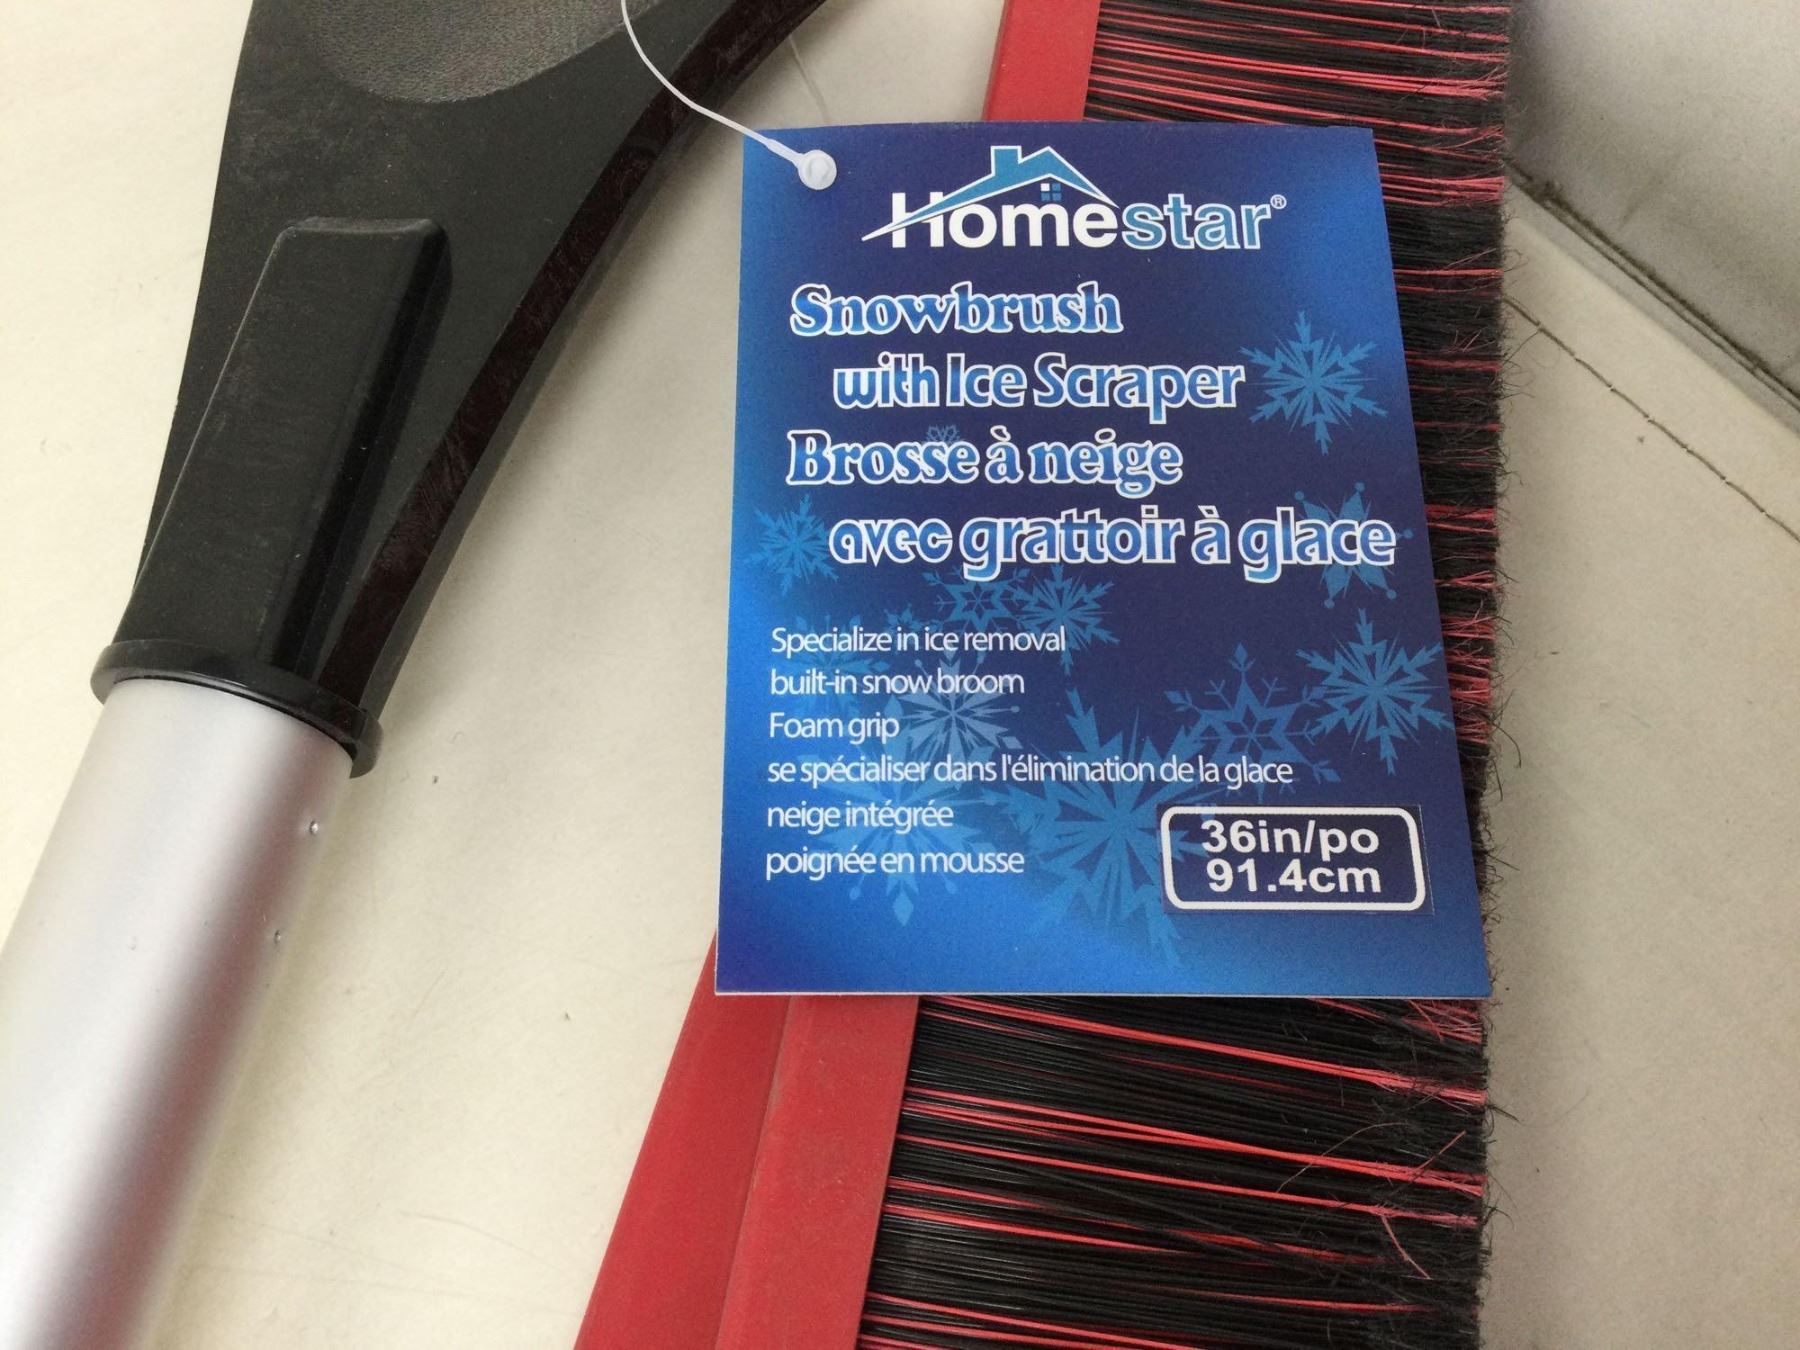 Homestar®
Snowbrush
with Ice Scraper
Brosse à neige
avec grattoir à glace
Specialize in ice removal
built-in snow broom
Foam grip
se spécialiser dans l'élimination de la glace
neige intégrée
poignée en mousse
36in/po
91.4cm